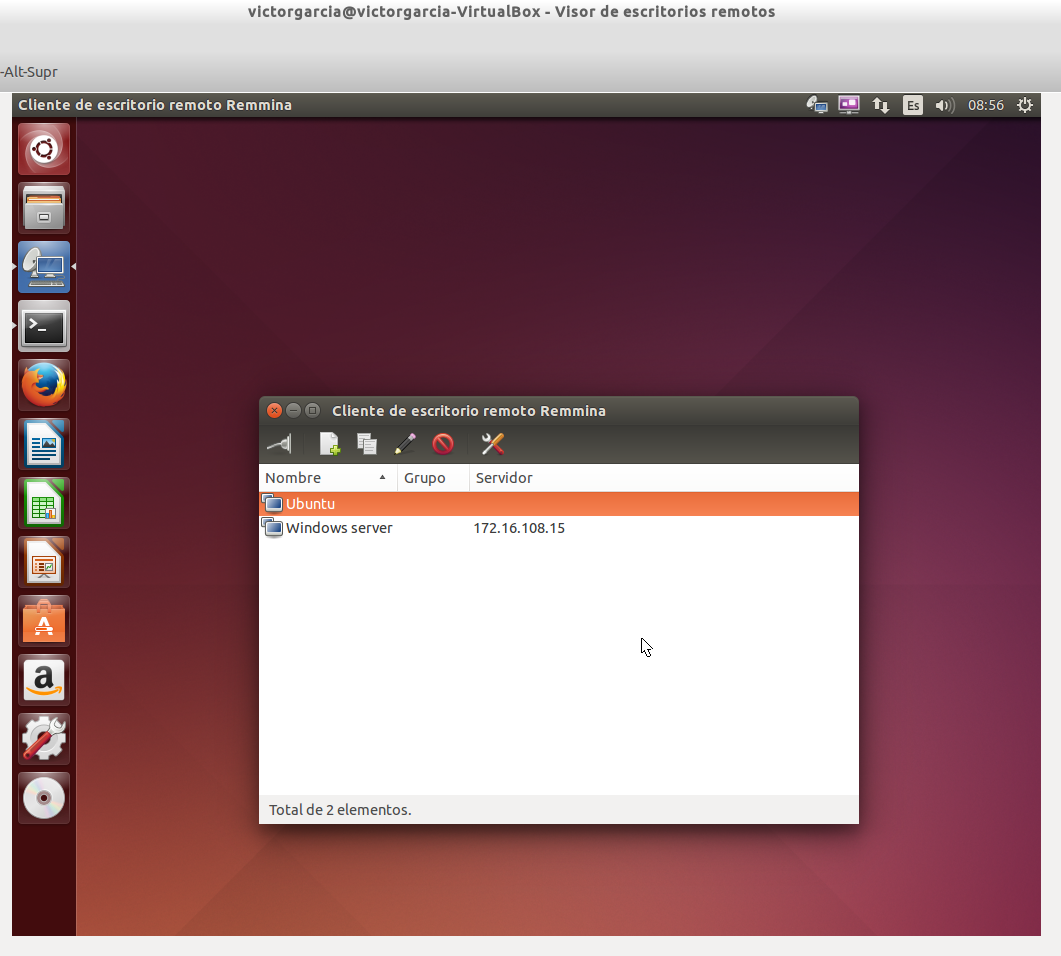 victorgarcia@victorgarcia-VirtualBox - Visor de escritorios remotos
-Alt-Supr
Cliente de escritorio remoto Remmina
Es
08:56
Cliente de escritorio remoto Remmina
Nombre Grupo Servidor
Ubuntu
Windows server 172.16.108.15
Total de 2 elementos.